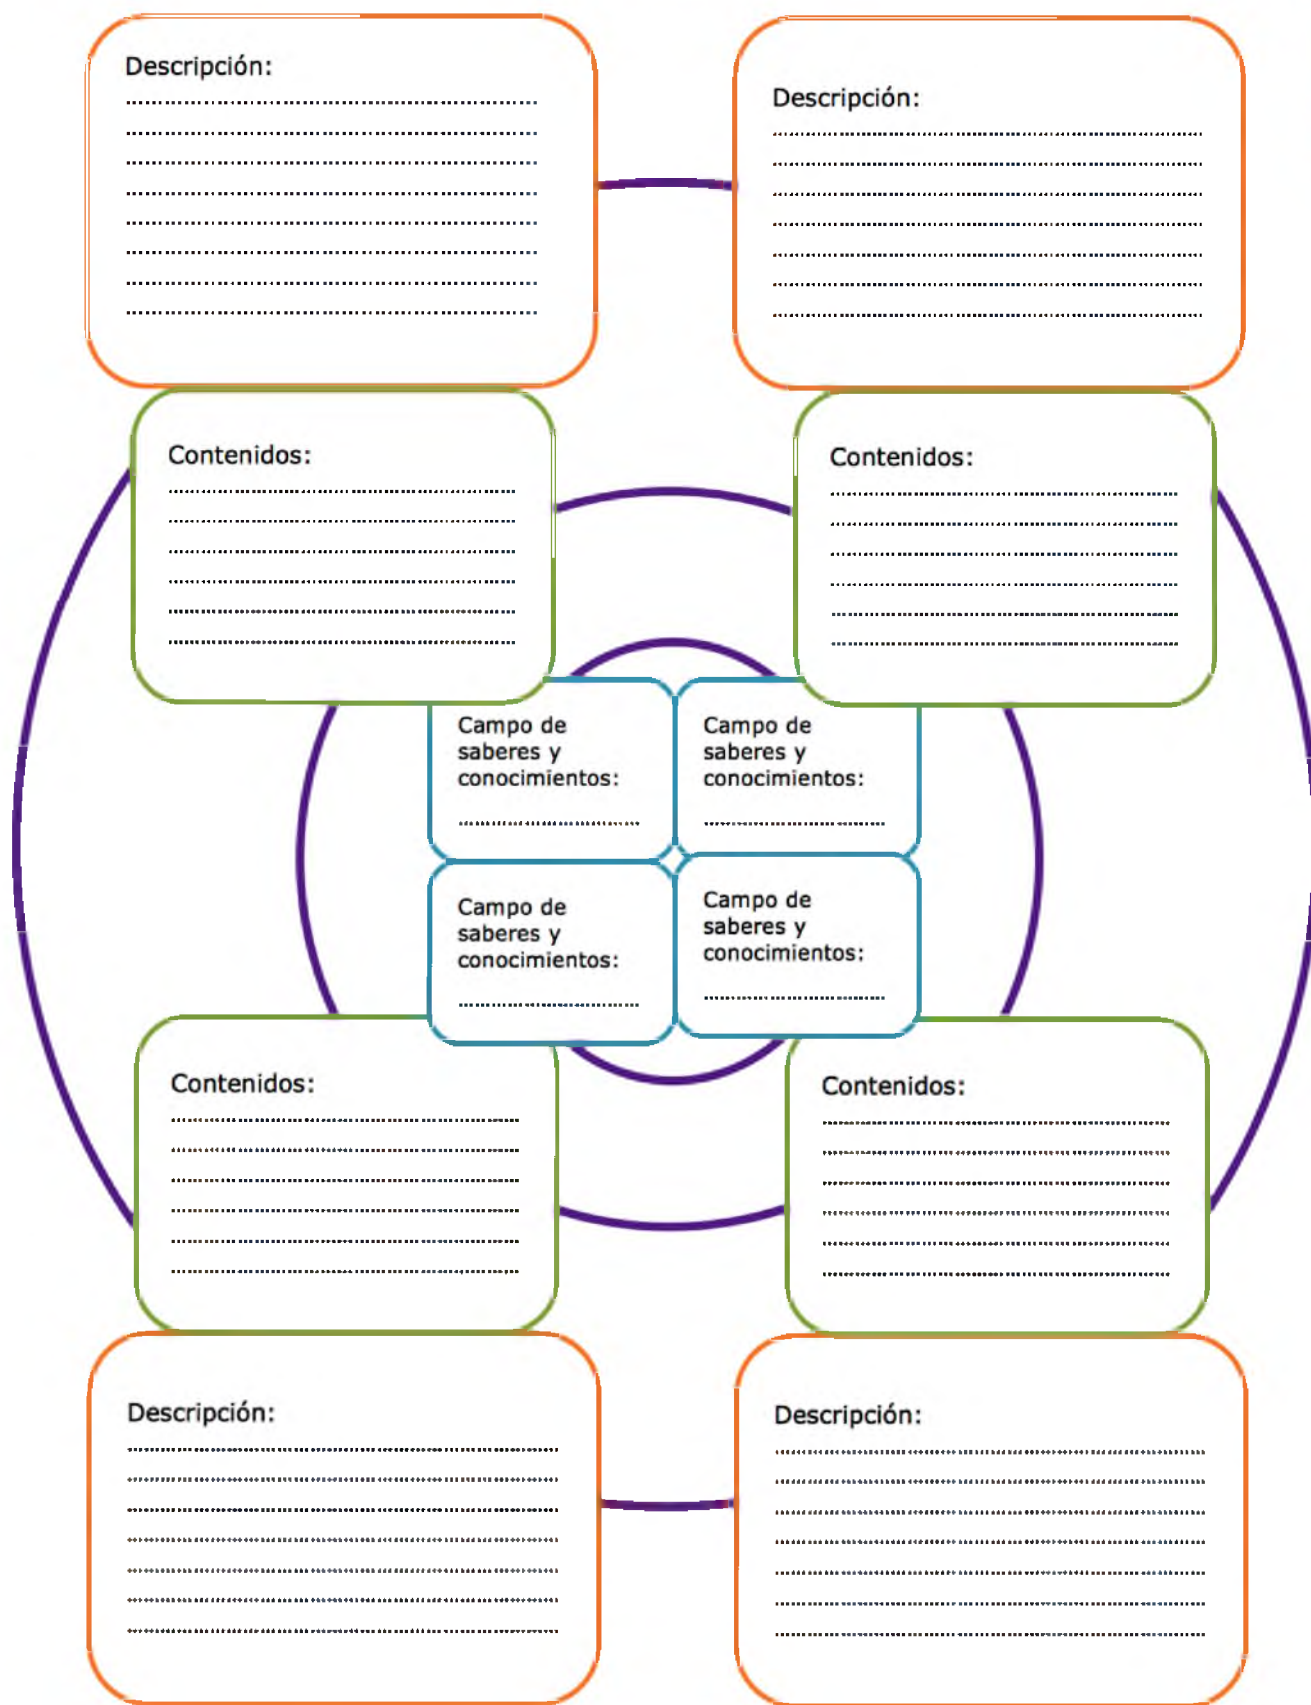 Descripción:
Descripción:
Contenidos:
Contenidos:
Campo de
saberes y
conocimientos:
Campo de
saberes y
conocimientos:
Campo de
saberes y
conocimientos:
Campo de
saberes y
conocimientos:
Contenidos:
Contenidos:
Descripción:
Descripción: